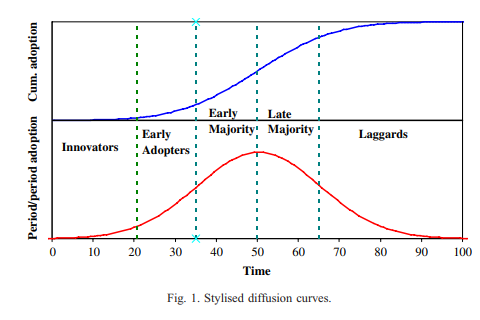 Cum. adoption
Period/period adoption
Early
Majority
Late
Majority
Early
Adopters
Innovators
Laggards
0 10 20 30 40 50 60 70 80 90 100
Time
Fig. 1. Stylised diffusion curves.